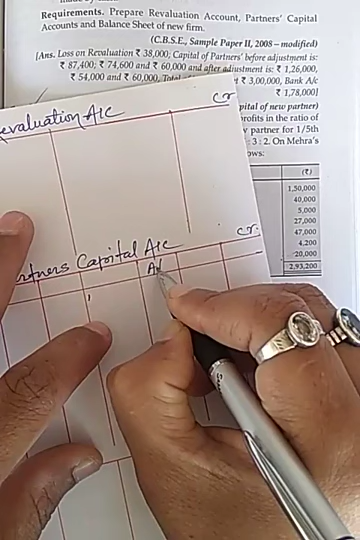 Requirements. Prepare Revaluation Account, Partners' Capital
Accounts and Balance Sheet of new firm.
(C.B.S.E., Sample Paper II, 2008 – modified)
[Ans. Loss on Revaluation ₹ 38,000; Capital of Partners' before adjustment is:
₹ 87,400; ₹ 74,600 and ₹ 60,000 and after adjustment is: ₹ 1,26,000,
₹ 54,000 and ₹ 60,000, Total ₹ 3,00,000, Bank A/c
₹ 1,78,000]
evaluation A/c
Cr
pital of new partner)
profits in the ratio of
partner for 1/5th
: 3 : 2. On Mehra's
ows:
(₹)
1,50,000
40,000
5,000
27,000
47,000
4,200
20,000
2,93,200
rtners Capital A/c
Cr.